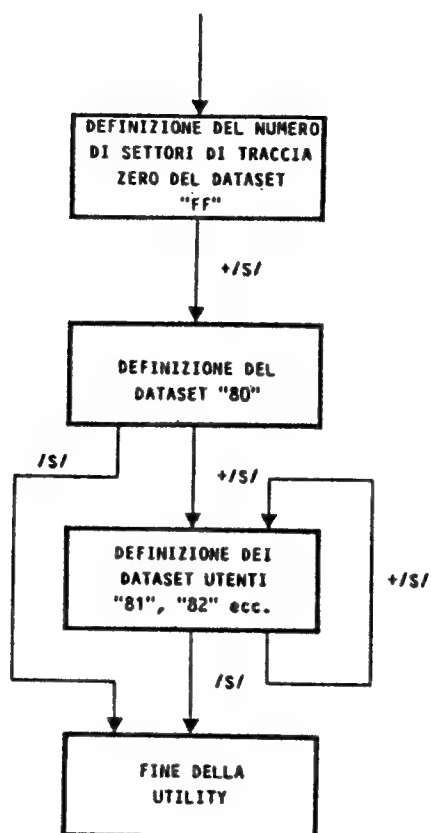 DEFINIZIONE DEL NUMERO
DI SETTORI DI TRACCIA
ZERO DEL DATASET
"FF"
+/S/
DEFINIZIONE DEL
DATASET "80"
/S/
+/S/
DEFINIZIONE DEI
DATASET UTENTI
"81", "82" ecc.
+/S/
/S/
FINE DELLA
UTILITY